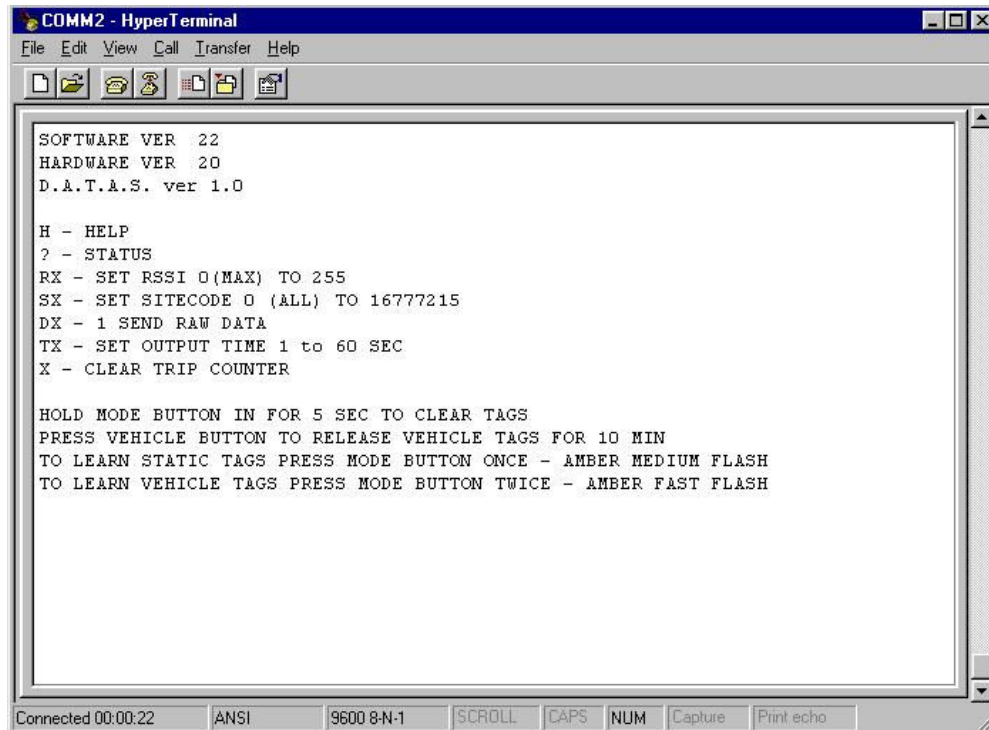 COMM2 - HyperTerminal
File Edit View Call Transfer Help
SOFTWARE VER 22
HARDWARE VER 20
D.A.T.A.S. ver 1.0
H - HELP
? - STATUS
RX - SET RSSI 0(MAX) TO 255
SX - SET SITECODE 0 (ALL) TO 16777215
DX - 1 SEND RAW DATA
TX - SET OUTPUT TIME 1 to 60 SEC
X - CLEAR TRIP COUNTER
HOLD MODE BUTTON IN FOR 5 SEC TO CLEAR TAGS
PRESS VEHICLE BUTTON TO RELEASE VEHICLE TAGS FOR 10 MIN
TO LEARN STATIC TAGS PRESS MODE BUTTON ONCE - AMBER MEDIUM FLASH
TO LEARN VEHICLE TAGS PRESS MODE BUTTON TWICE - AMBER FAST FLASH
Connected 00:00:22 ANSI 9600 8-N-1 SCROLL CAPS NUM Capture Print echo